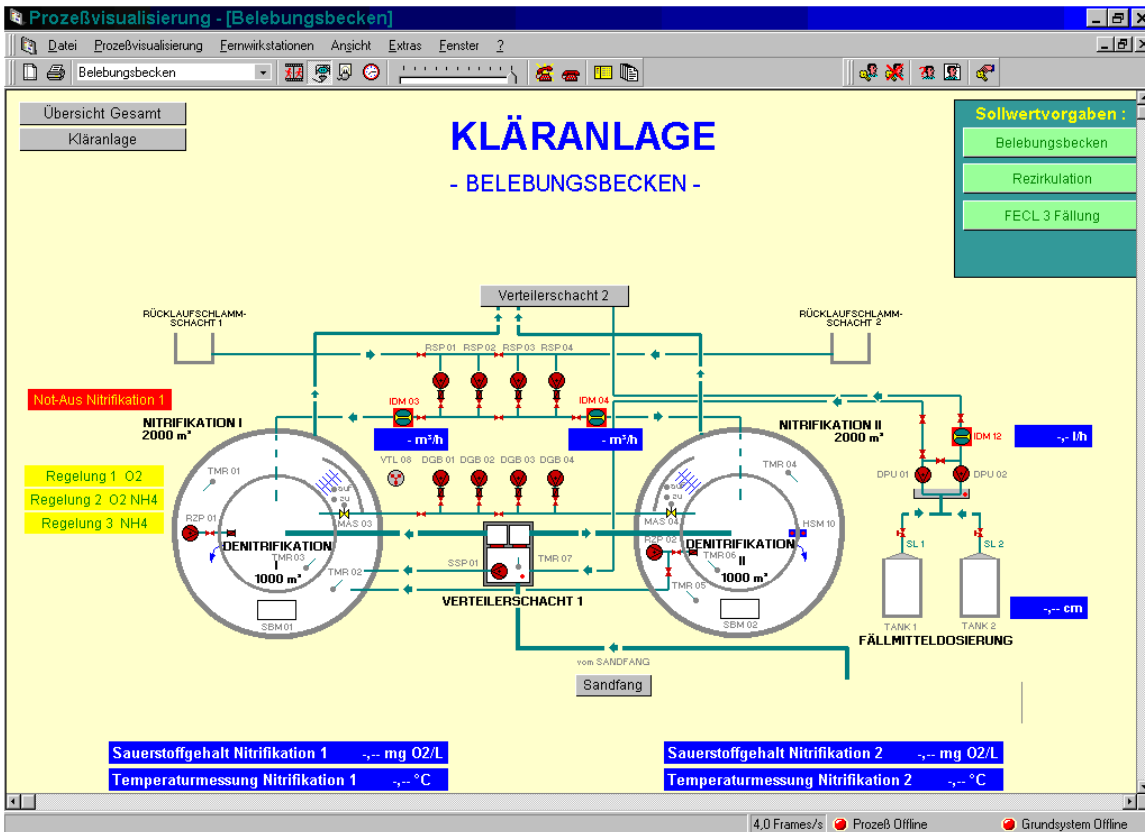 Prozeßvisualisierung - [Belebungsbecken]
Datei Prozeßvisualisierung Fernwirkstationen Ansicht Extras Fenster ?
Belebungsbecken
Übersicht Gesamt
Kläranlage
KLÄRANLAGE
- BELEBUNGSBECKEN -
Sollwertvorgaben :
Belebungsbecken
Rezirkulation
FECL 3 Fällung
Verteilerschacht 2
RÜCKLAUFSCHLAMM-
SCHACHT 1
RÜCKLAUFSCHLAMM-
SCHACHT 2
RSP 01 RSP 02 RSP 03 RSP 04
Not-Aus Nitrifikation 1
IDM 03
IDM 04
NITRIFIKATION I
2000 m³
- m³/h
- m³/h
NITRIFIKATION II
2000 m³
IDM 12
-,- l/h
VTL 08 DGB 01 DGB 02 DGB 03 DGB 04
TMR 01
TMR 04
DPU 01
DPU 02
Regelung 1 O2
Regelung 2 O2 NH4
Regelung 3 NH4
auf
zu
auf
zu
RZP 01
MAS 03
MAS 04
HSM 10
RZP 02
DENITRIFIKATION
I
1000 m³
DENITRIFIKATION
II
1000 m³
TMR 03
TMR 02
SSP 01
TMR 07
TMR 06
TMR 05
SL 1
SL 2
VERTEILERSCHACHT 1
SBM 01
SBM 02
TANK 1
TANK 2
-,-- cm
FÄLLMITTELDOSIERUNG
vom SANDFANG
Sandfang
Sauerstoffgehalt Nitrifikation 1 -,-- mg O2/L
Temperaturmessung Nitrifikation 1 -,-- °C
Sauerstoffgehalt Nitrifikation 2 -,-- mg O2/L
Temperaturmessung Nitrifikation 2 -,-- °C
4,0 Frames/s Prozeß Offline Grundsystem Offline